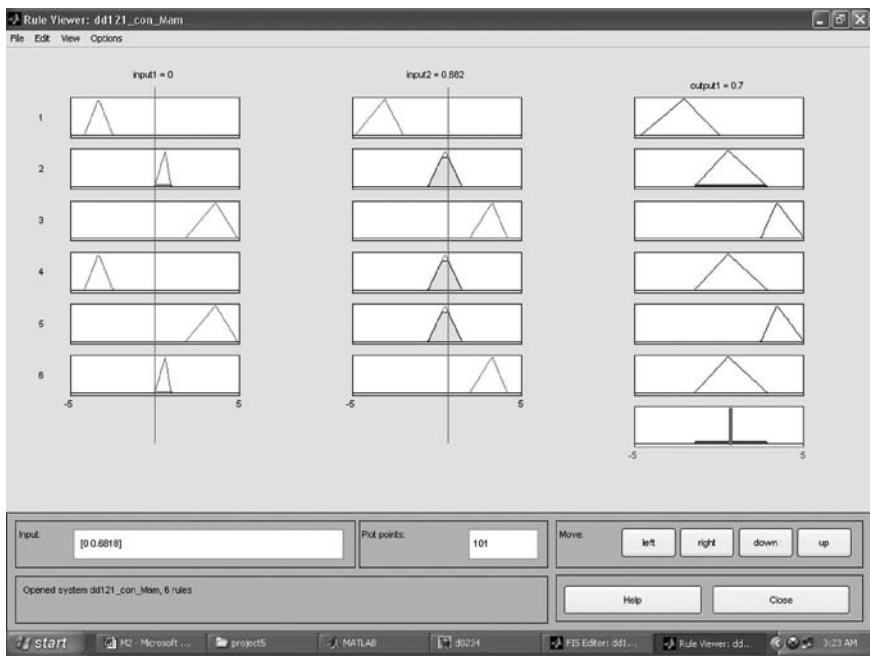 Rule Viewer: dd121_con_Mam
File Edit View Options
input1 = 0
input2 = 0.682
output1 = 0.7
1
2
3
4
5
6
-5 5
-5 5
-5 5
Input:
[0 0.6818]
Plot points:
101
Move:
left right down up
Opened system dd121_con_Mam, 6 rules
Help
Close
start
M2 - Microsoft ...
project5
MATLAB
d0254
FIS Editor: dd1...
Rule Viewer: dd...
3:23 AM